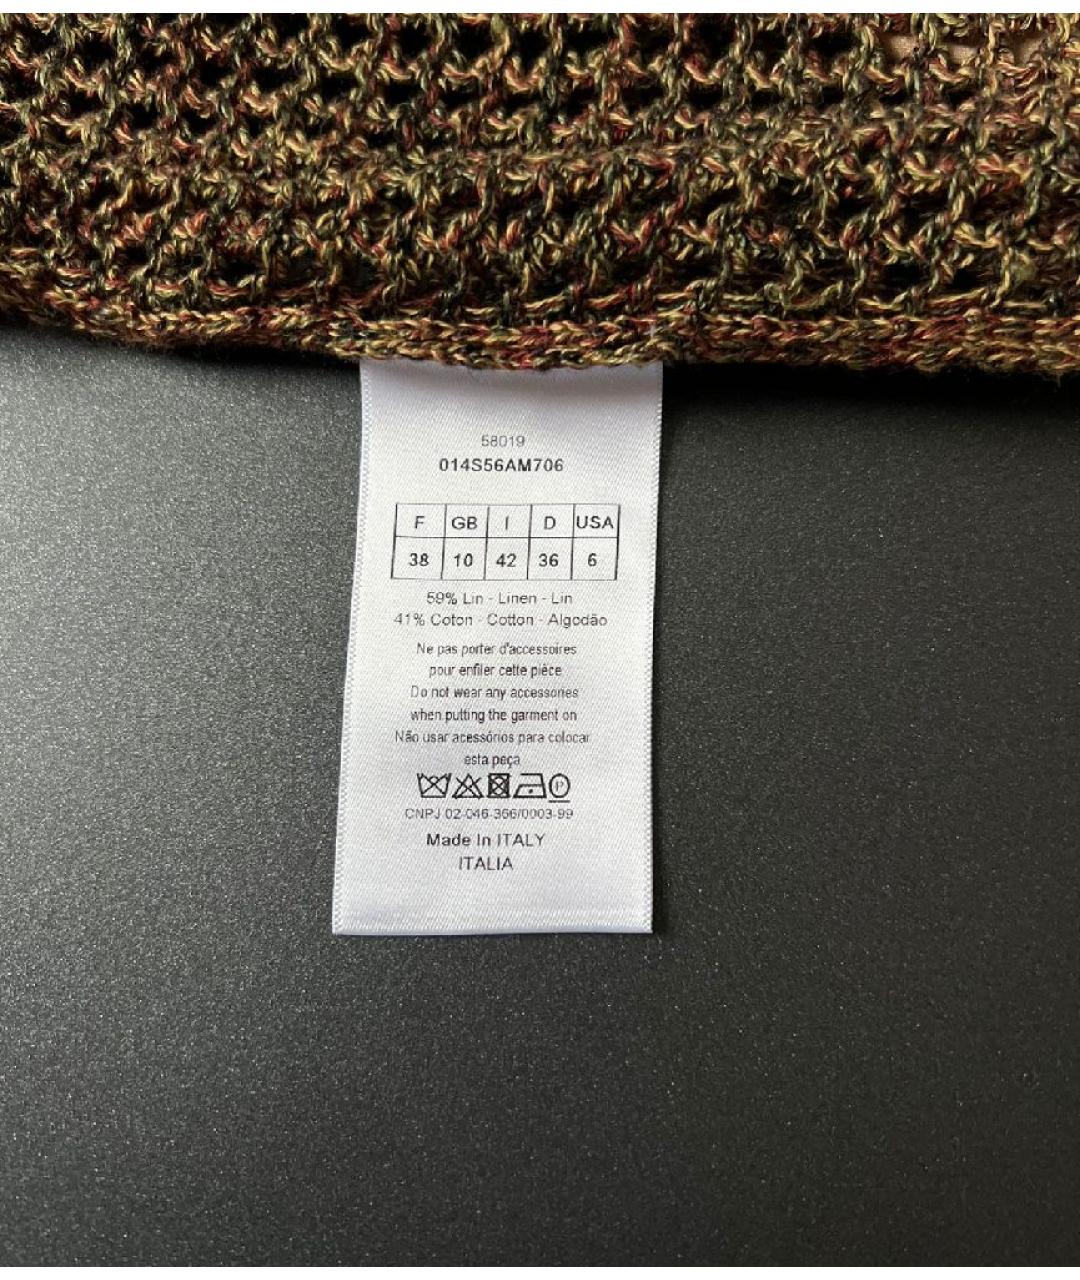 58019
014S56AM706
F GB I D USA
38 10 42 36 6
59% Lin - Linen - Lin
41% Coton - Cotton - Algodão
Ne pas porter d'accessoires
pour enfiler cette pièce
Do not wear any accessories
when putting the garment on
Não usar acessórios para colocar
esta peça
P
CNPJ 02-046-366/0003-99
Made In ITALY
ITALIA